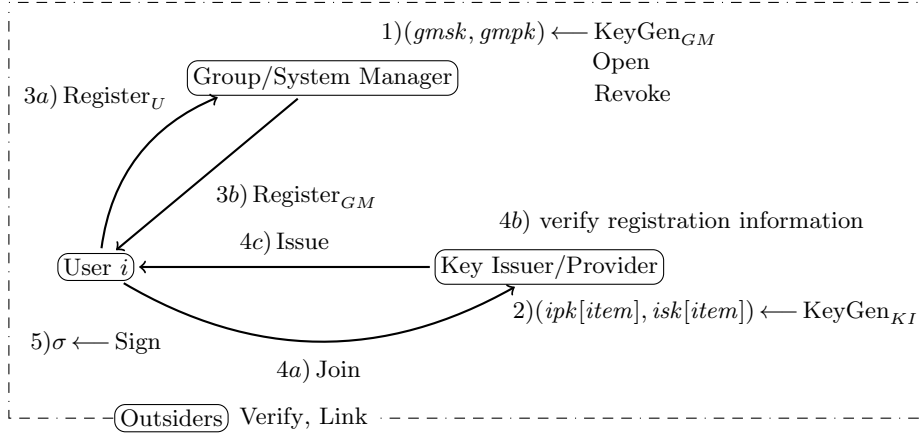 1)(gmsk, gmpk) ⟵ KeyGen_GM
Open
Revoke
Group/System Manager
3a) Register_U
3b) Register_GM
4b) verify registration information
4c) Issue
User i
Key Issuer/Provider
2)(ipk[item], isk[item]) ⟵ KeyGen_KI
5)σ ⟵ Sign
4a) Join
Outsiders Verify, Link